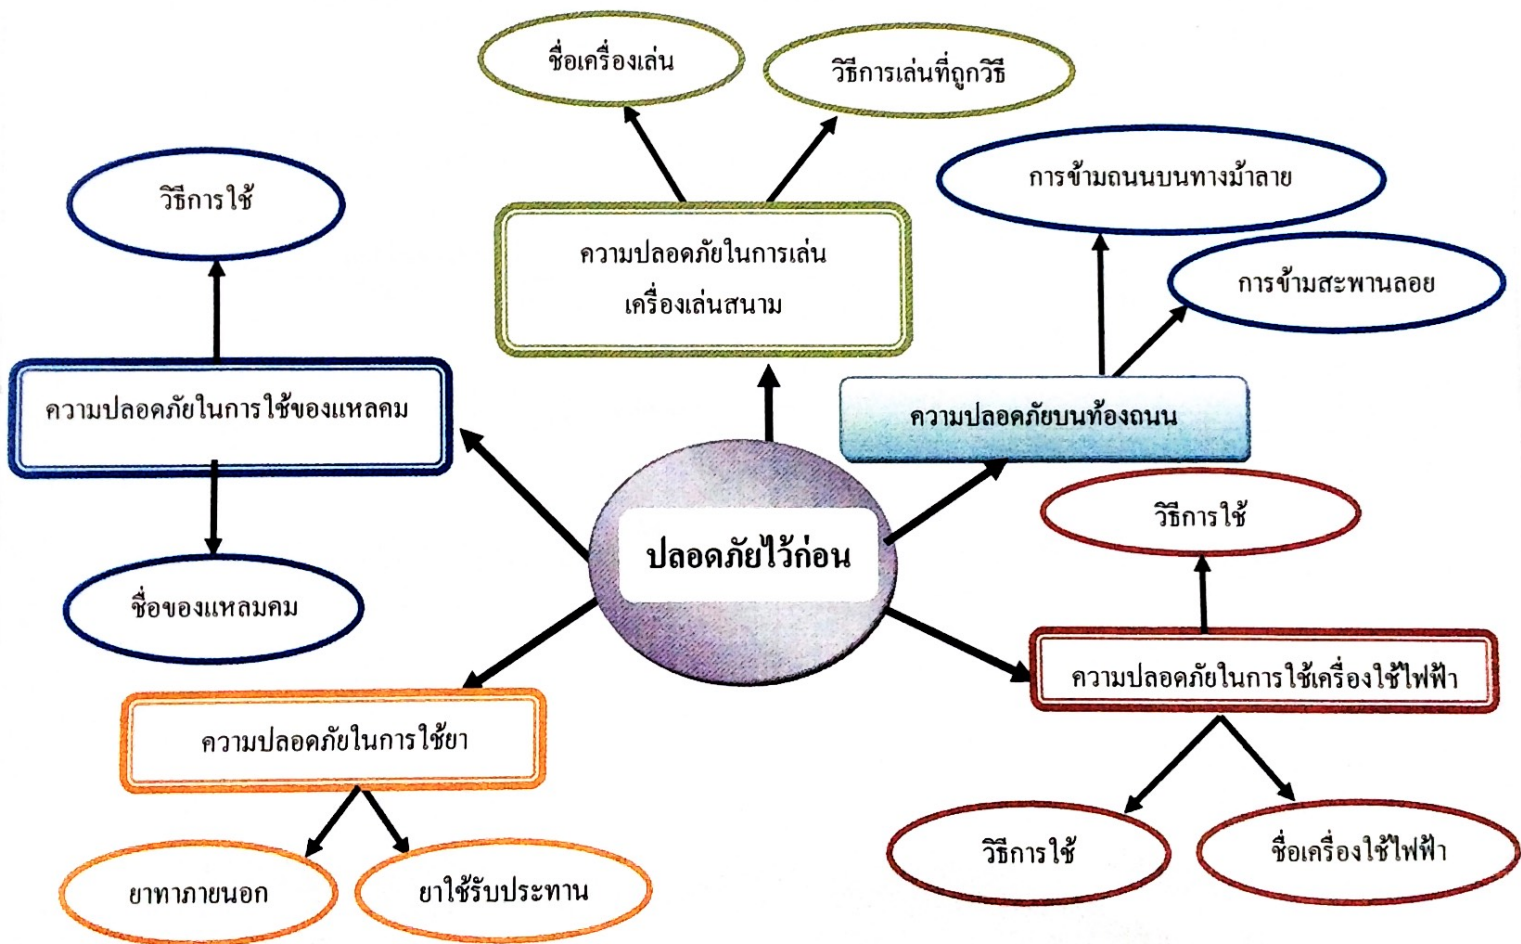 ชื่อเครื่องเล่น
วิธีการเล่นที่ถูกวิธี
วิธีการใช้
การข้ามถนนบนทางม้าลาย
ความปลอดภัยในการเล่น
เครื่องเล่นสนาม
การข้ามสะพานลอย
ความปลอดภัยในการใช้ของแหลคม
ความปลอดภัยบนท้องถนน
วิธีการใช้
ปลอดภัยไว้ก่อน
ชื่อของแหลมคม
ความปลอดภัยในการใช้เครื่องใช้ไฟฟ้า
ความปลอดภัยในการใช้ยา
วิธีการใช้
ชื่อเครื่องใช้ไฟฟ้า
ยาทาภายนอก
ยาใช้รับประทาน